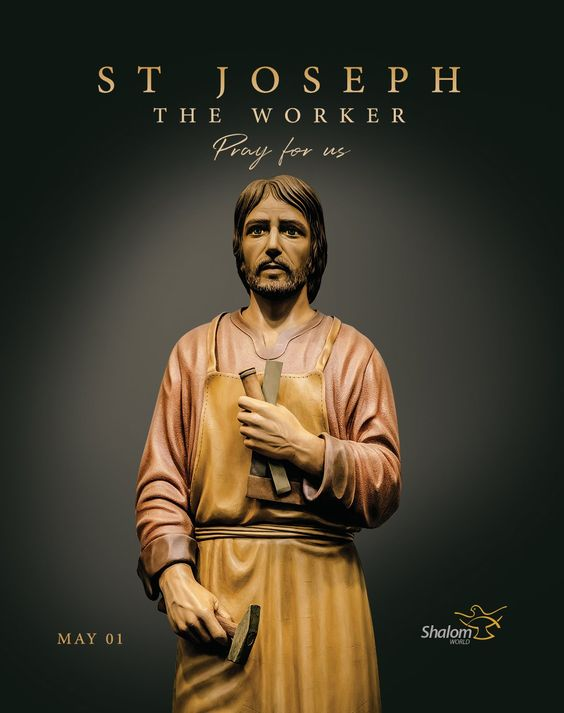 ST JOSEPH
THE WORKER
Pray for us
MAY 01
Shalom
WORLD